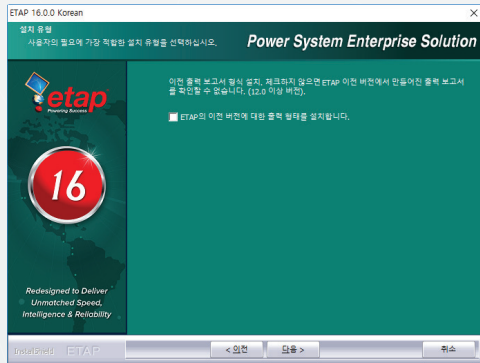 ETAP 16.0.0 Korean
설치 유형
사용자의 필요에 가장 적합한 설치 유형을 선택하십시오.
Power System Enterprise Solution
etap
Powering Success
이전 출력 보고서 형식 설치, 체크하지 않으면 ETAP 이전 버전에서 만들어진 출력 보고서
를 확인할 수 없습니다. (12.0 이상 버전).
ETAP의 이전 버전에 대한 출력 형태를 설치합니다.
16
Redesigned to Deliver
Unmatched Speed,
Intelligence & Reliability
InstallShield ETAP
< 이전
다음 >
취소